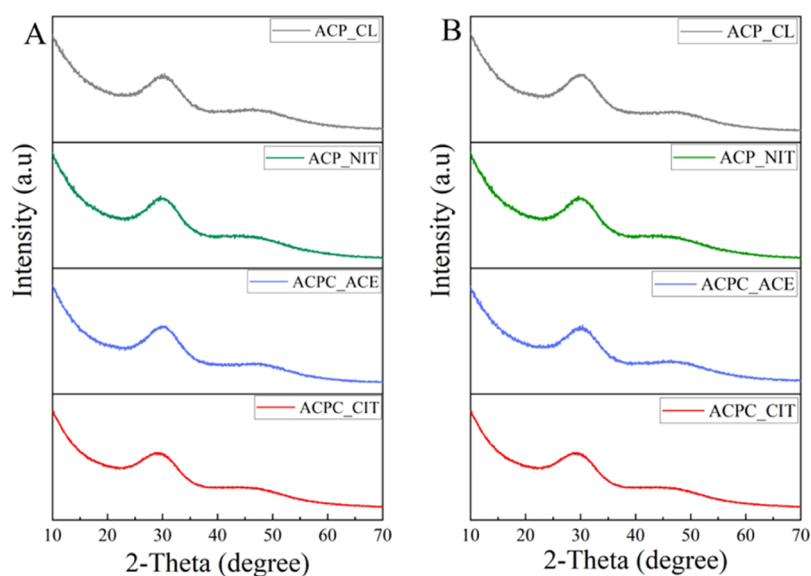 A
ACP_CL
ACP_NIT
ACPC_ACE
ACPC_CIT
Intensity (a.u)
10 20 30 40 50 60 70
2-Theta (degree)
B
ACP_CL
ACP_NIT
ACPC_ACE
ACPC_CIT
Intensity (a.u)
10 20 30 40 50 60 70
2-Theta (degree)